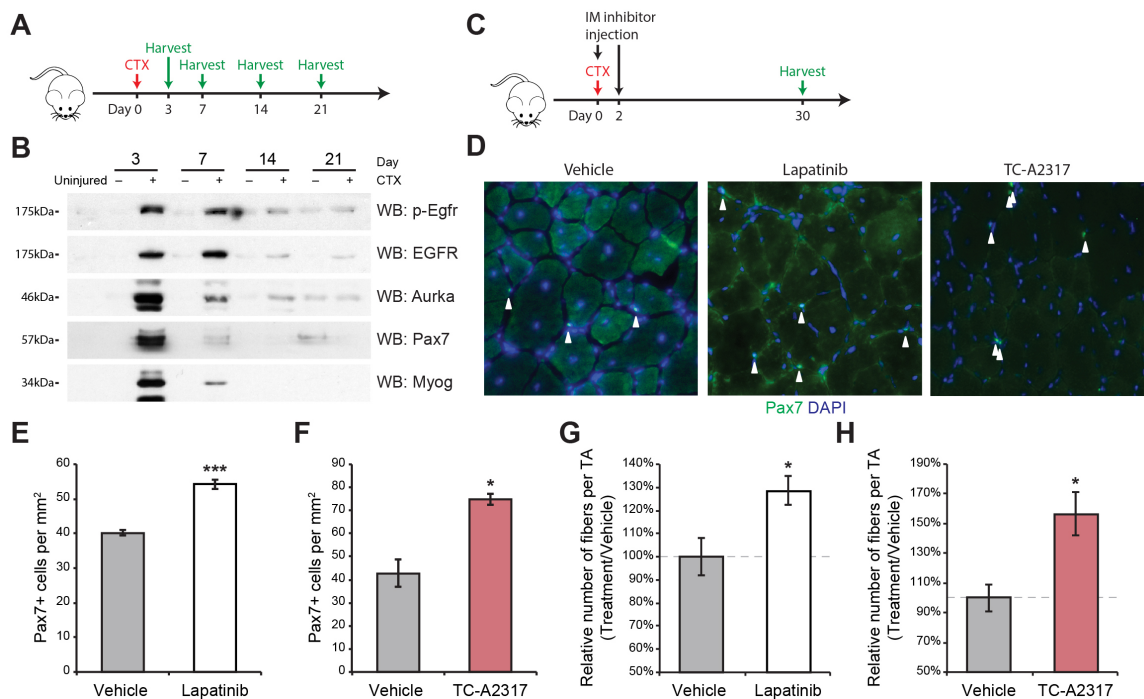 A
Harvest
CTX Harvest Harvest Harvest
Day 0 3 7 14 21
B
3 7 14 21 Day
Uninjured – + – + – + – + CTX
175kDa- WB: p-Egfr
175kDa- WB: EGFR
46kDa- WB: Aurka
57kDa- WB: Pax7
34kDa- WB: Myog
C
IM inhibitor
injection
CTX Harvest
Day 0 2 30
D
Vehicle Lapatinib TC-A2317
Pax7 DAPI
E
Pax7+ cells per mm²
60
50
40
30
20
10
0
***
Vehicle Lapatinib
F
Pax7+ cells per mm²
90
80
70
60
50
40
30
20
10
0
*
Vehicle TC-A2317
G
Relative number of fibers per TA
(Treatment/Vehicle)
140%
130%
120%
110%
100%
90%
80%
70%
60%
50%
*
Vehicle Lapatinib
H
Relative number of fibers per TA
(Treatment/Vehicle)
190%
170%
150%
130%
110%
90%
70%
50%
*
Vehicle TC-A2317